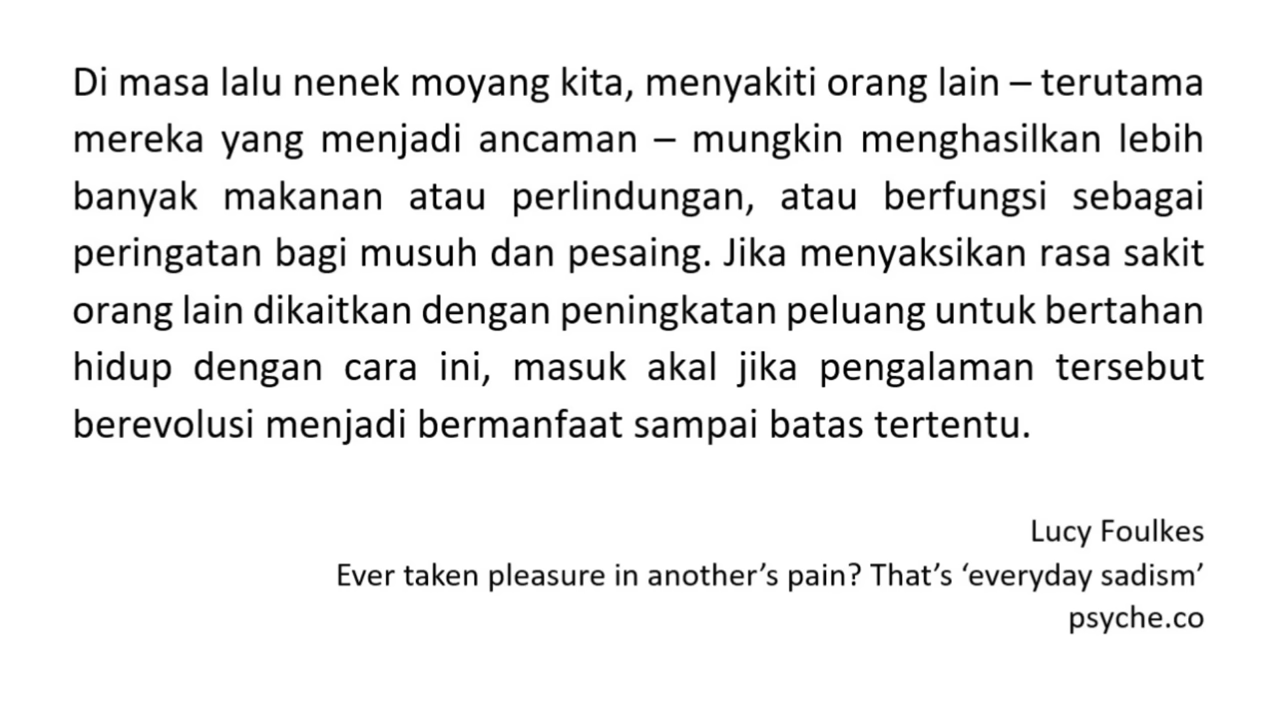 Di masa lalu nenek moyang kita, menyakiti orang lain – terutama
mereka yang menjadi ancaman – mungkin menghasilkan lebih
banyak makanan atau perlindungan, atau berfungsi sebagai
peringatan bagi musuh dan pesaing. Jika menyaksikan rasa sakit
orang lain dikaitkan dengan peningkatan peluang untuk bertahan
hidup dengan cara ini, masuk akal jika pengalaman tersebut
berevolusi menjadi bermanfaat sampai batas tertentu.
Lucy Foulkes
Ever taken pleasure in another’s pain? That’s ‘everyday sadism’
psyche.co